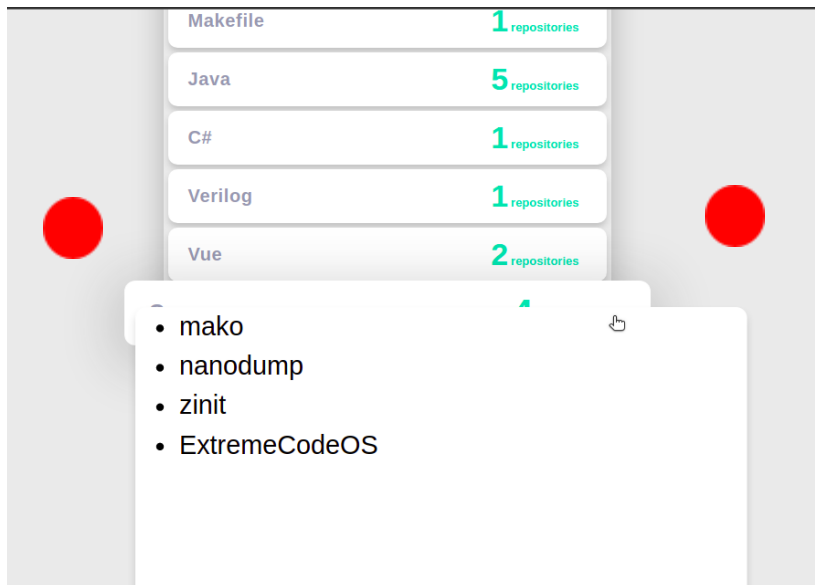 Makefile 1 repositories
Java 5 repositories
C# 1 repositories
Verilog 1 repositories
Vue 2 repositories
mako
nanodump
zinit
ExtremeCodeOS